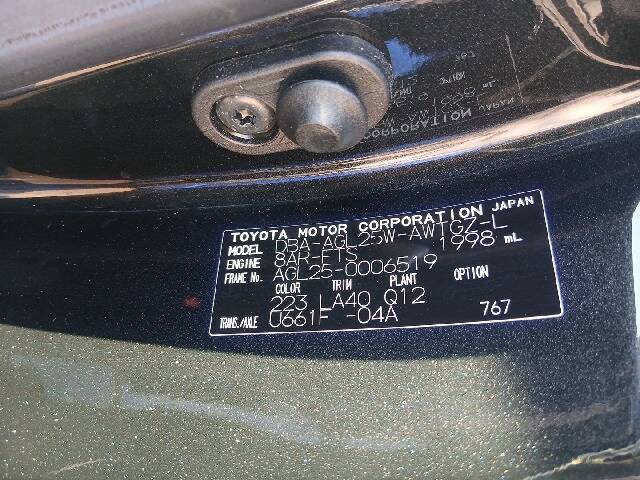 TOYOTA MOTOR CORPORATION JAPAN
MODEL DBA-AGL25W-AWTGZ-L
ENGINE 8AR-FTS 1998 mL
FRAME No. AGL25-0006519
COLOR TRIM PLANT OPTION
223 LA40 Q12
TRANS./AXLE U661F -04A 767